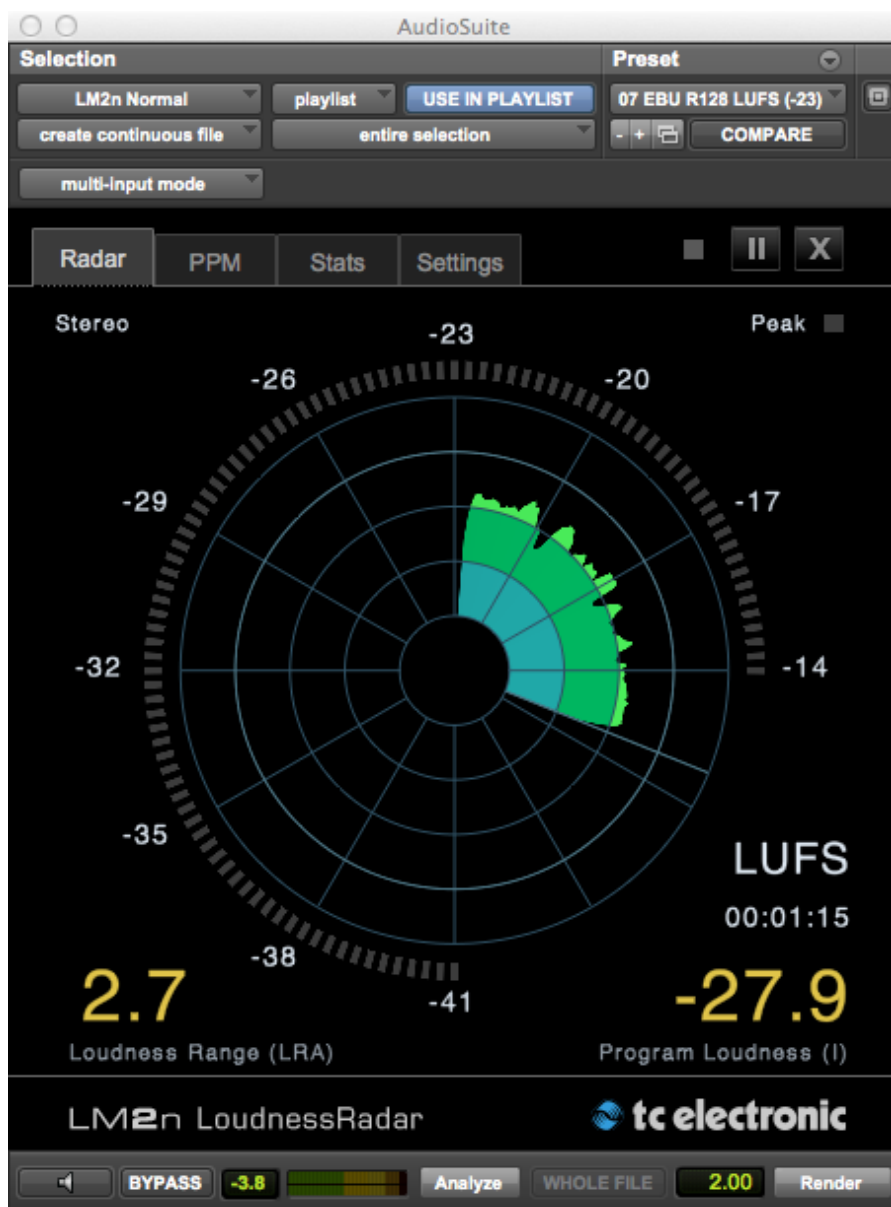 AudioSuite
Selection
Preset
LM2n Normal
playlist
USE IN PLAYLIST
07 EBU R128 LUFS (-23)
create continuous file
entire selection
- +
COMPARE
multi-input mode
Radar
PPM
Stats
Settings
X
Stereo
Peak
-23
-26
-20
-29
-17
-32
-14
-35
LUFS
00:01:15
-38
2.7
-41
-27.9
Loudness Range (LRA)
Program Loudness (I)
LM2n LoudnessRadar
tc electronic
BYPASS
-3.8
Analyze
WHOLE FILE
2.00
Render